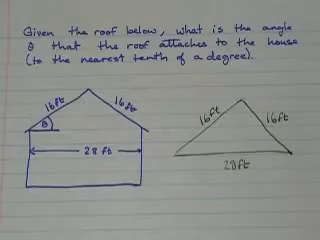 Given the roof below, what is the angle
θ that the roof attaches to the house
(to the nearest tenth of a degree).
16ft 16ft
θ
28 ft
16ft 16ft
28ft